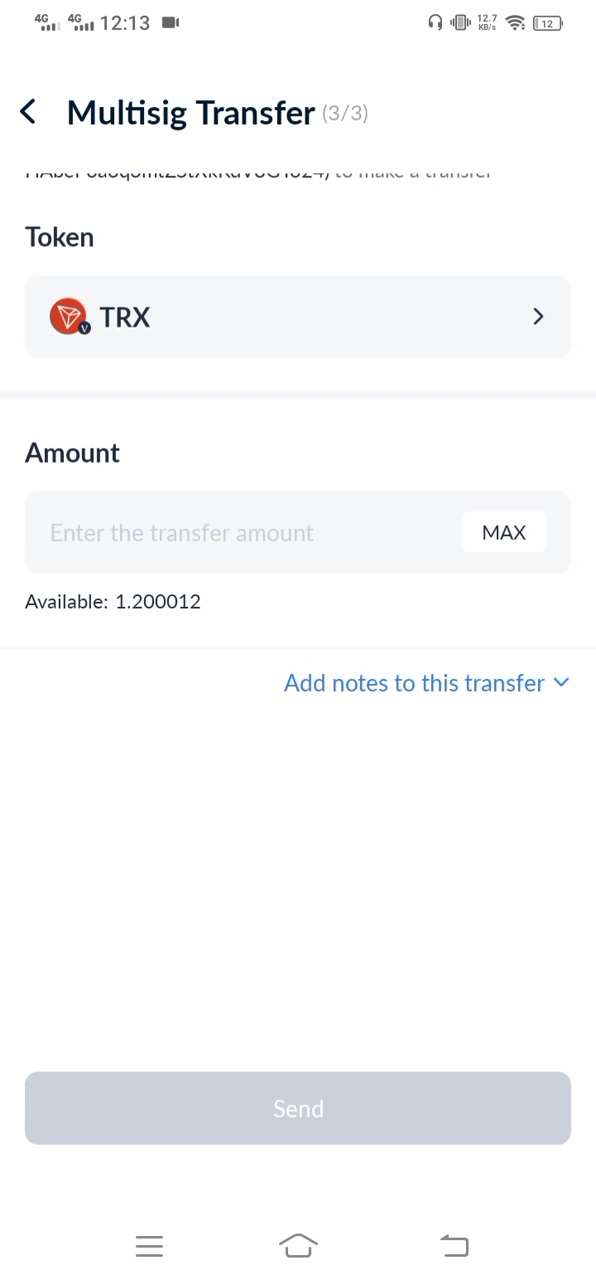 4G 4G 12:13 12.7 KB/s 12
Multisig Transfer (3/3)
to make a transfer
Token
V TRX
Amount
Enter the transfer amount MAX
Available: 1.200012
Add notes to this transfer
Send